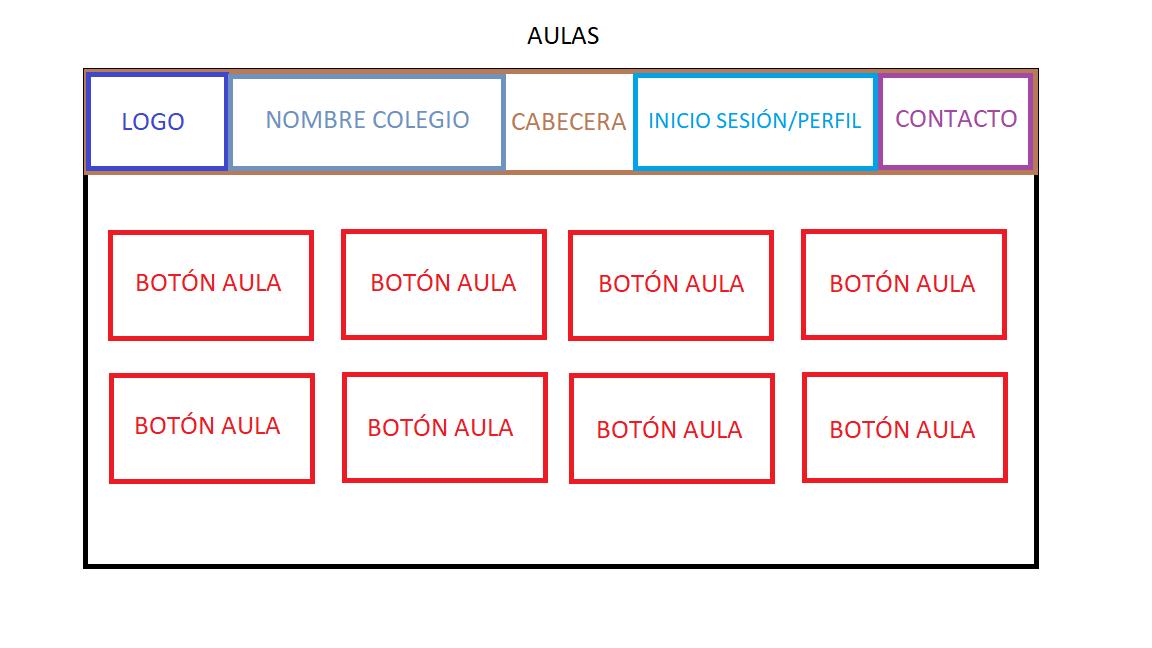 AULAS
LOGO
NOMBRE COLEGIO
CABECERA
INICIO SESIÓN/PERFIL
CONTACTO
BOTÓN AULA
BOTÓN AULA
BOTÓN AULA
BOTÓN AULA
BOTÓN AULA
BOTÓN AULA
BOTÓN AULA
BOTÓN AULA